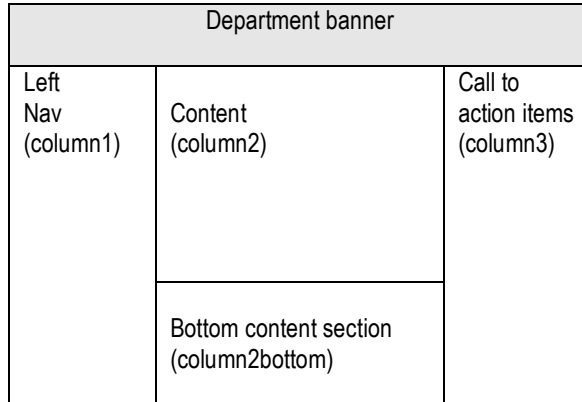 Department banner
Left
Nav
(column1)
Content
(column2)
Call to
action items
(column3)
Bottom content section
(column2bottom)